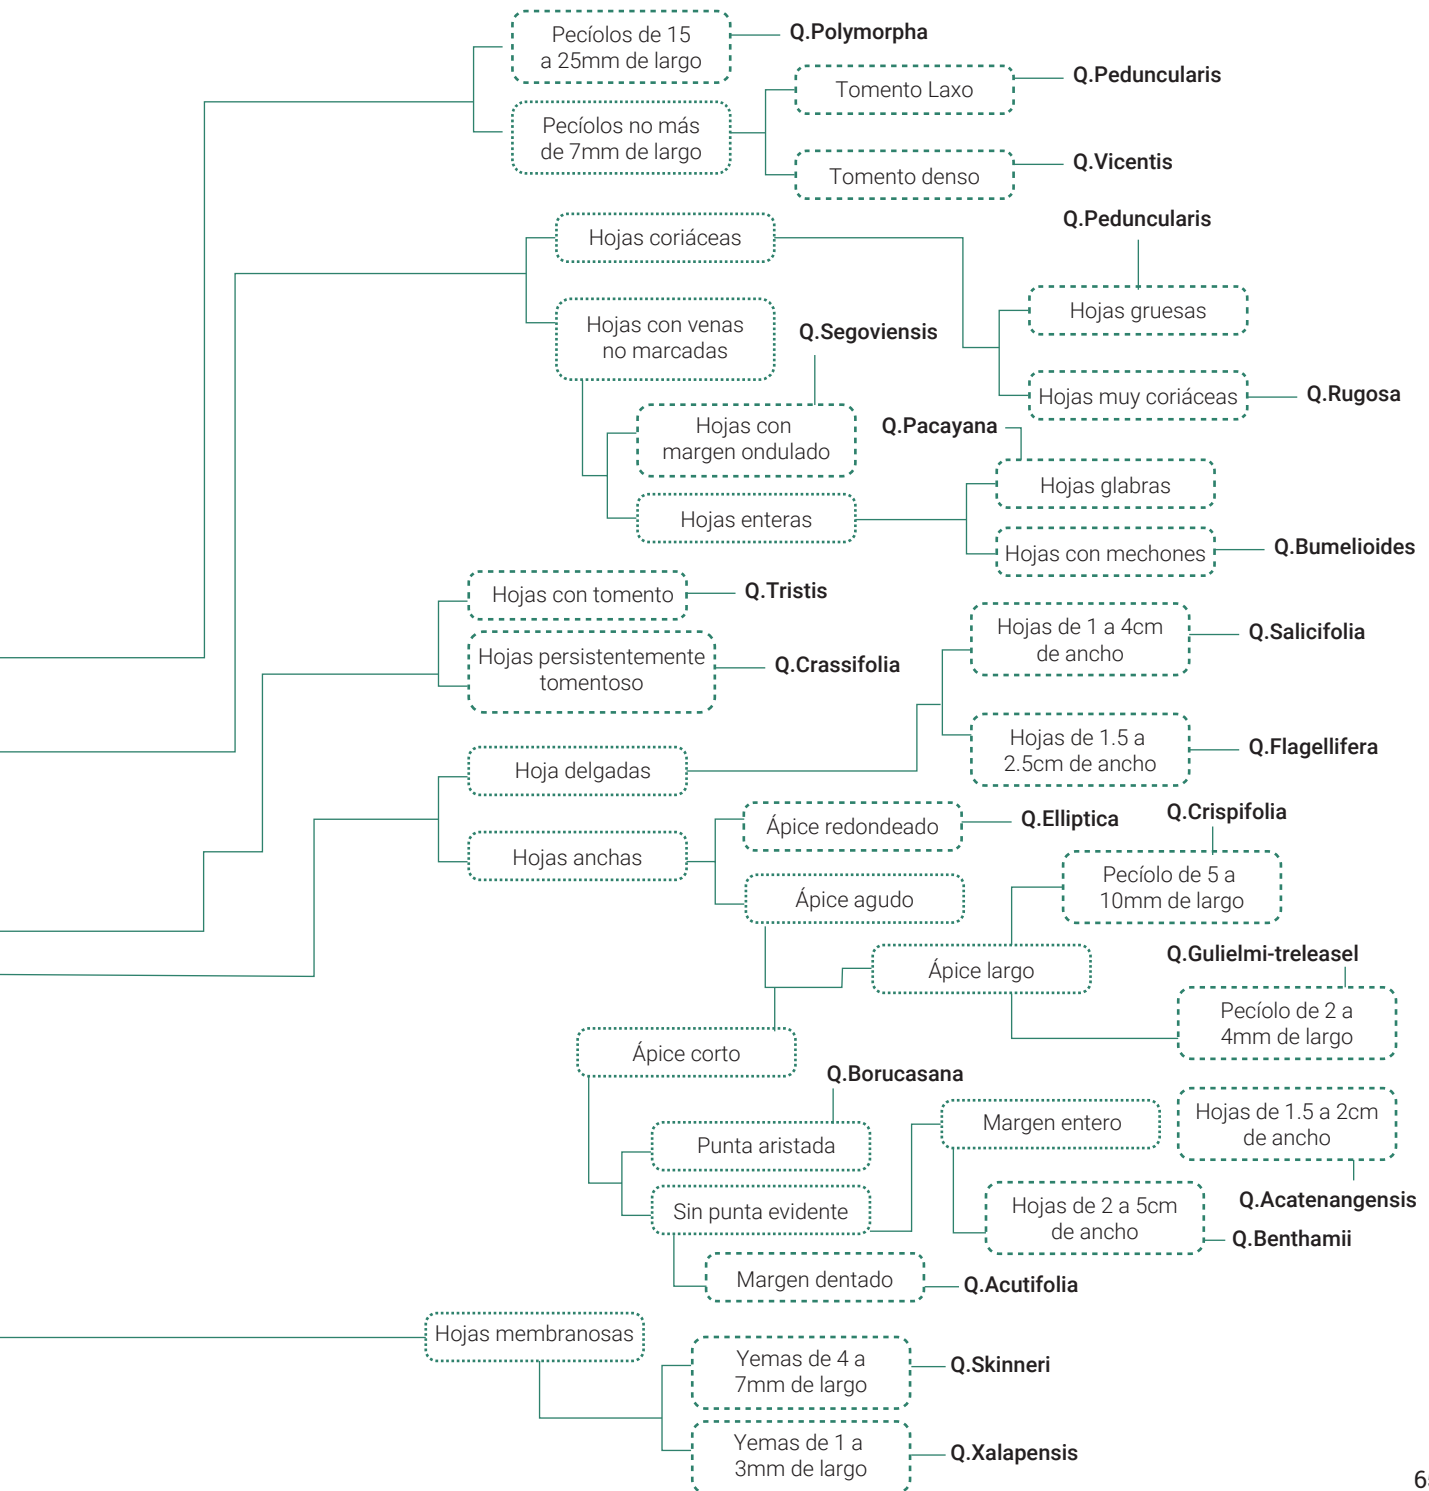 Pecíolos de 15
a 25mm de largo
Q.Polymorpha
Pecíolos no más
de 7mm de largo
Tomento Laxo
Q.Peduncularis
Tomento denso
Q.Vicentis
Hojas coriáceas
Q.Peduncularis
Hojas gruesas
Hojas muy coriáceas
Q.Rugosa
Hojas con venas
no marcadas
Q.Segoviensis
Hojas con
margen ondulado
Hojas enteras
Q.Pacayana
Hojas glabras
Hojas con mechones
Q.Bumelioides
Hojas con tomento
Q.Tristis
Hojas persistentemente
tomentoso
Q.Crassifolia
Hoja delgadas
Hojas de 1 a 4cm
de ancho
Q.Salicifolia
Hojas de 1.5 a
2.5cm de ancho
Q.Flagellifera
Hojas anchas
Ápice redondeado
Q.Elliptica
Ápice agudo
Q.Crispifolia
Pecíolo de 5 a
10mm de largo
Ápice largo
Q.Gulielmi-treleasel
Pecíolo de 2 a
4mm de largo
Ápice corto
Q.Borucasana
Punta aristada
Sin punta evidente
Margen entero
Hojas de 1.5 a 2cm
de ancho
Q.Acatenangensis
Hojas de 2 a 5cm
de ancho
Q.Benthamii
Margen dentado
Q.Acutifolia
Hojas membranosas
Yemas de 4 a
7mm de largo
Q.Skinneri
Yemas de 1 a
3mm de largo
Q.Xalapensis